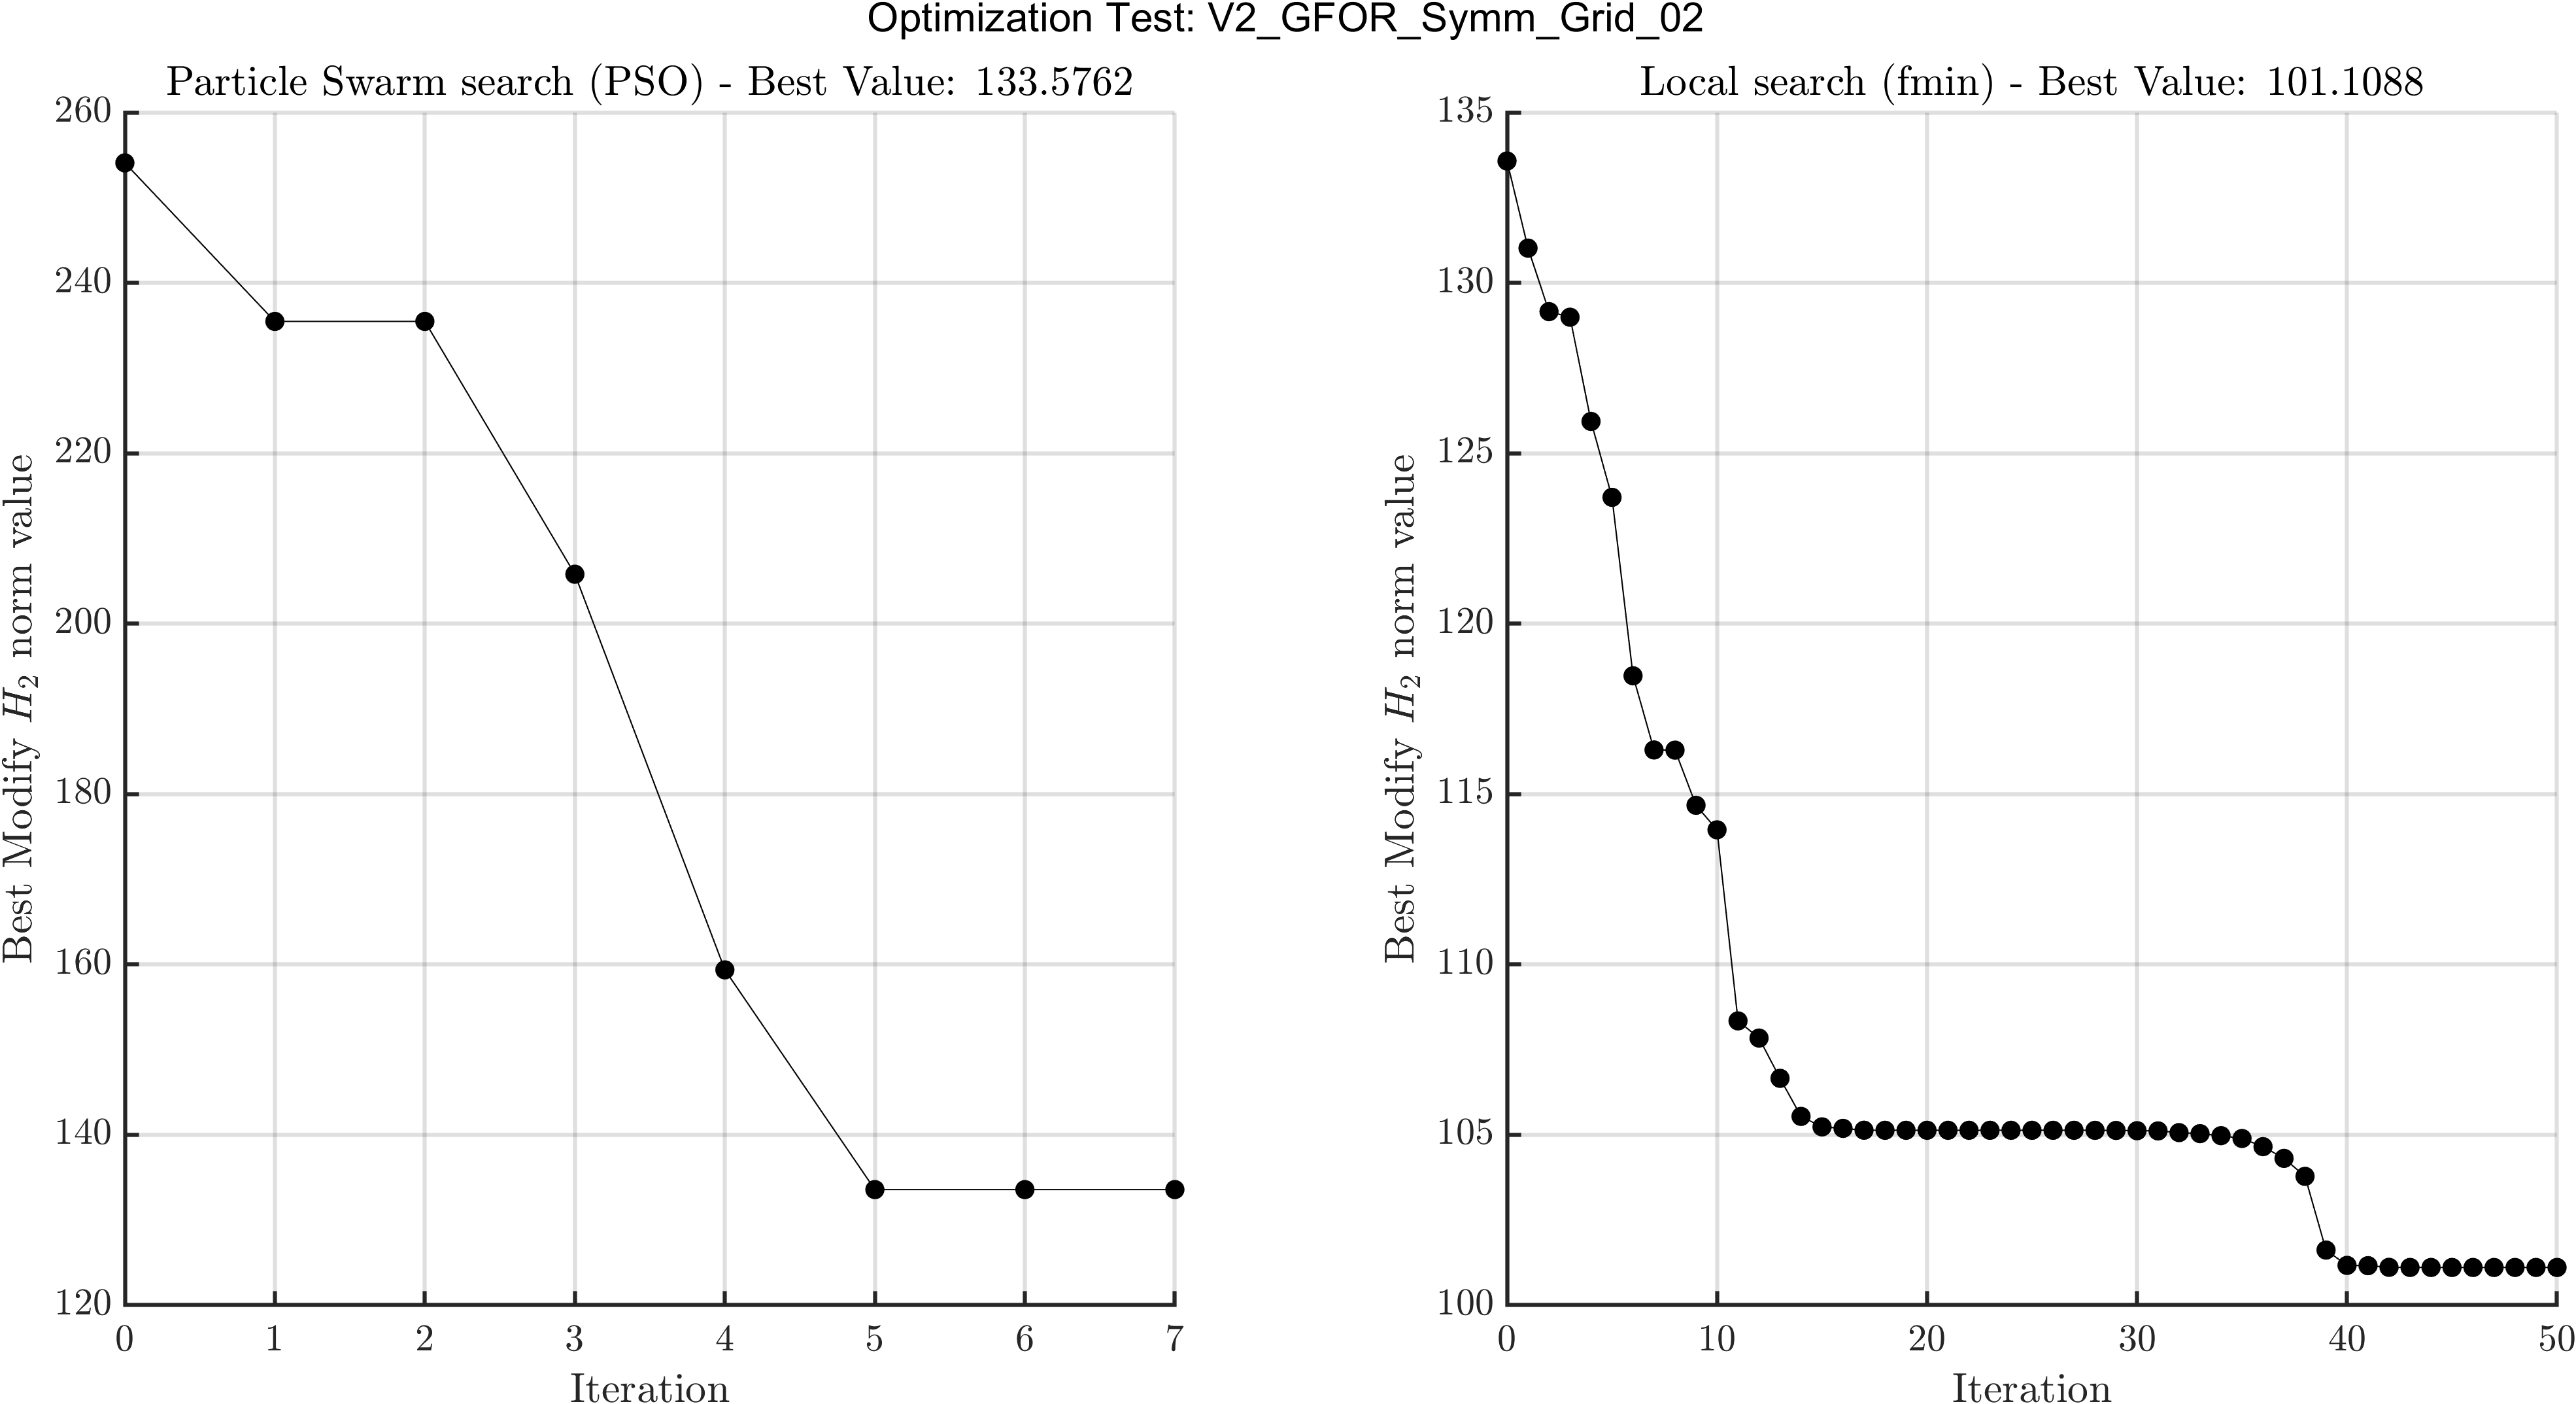 Optimization Test: V2_GFOR_Symm_Grid_02
Particle Swarm search (PSO) - Best Value: 133.5762
260
240
220
200
180
160
140
120
0 1 2 3 4 5 6 7
Iteration
Best Modify H2 norm value
Local search (fmin) - Best Value: 101.1088
135
130
125
120
115
110
105
100
0 10 20 30 40 50
Iteration
Best Modify H2 norm value